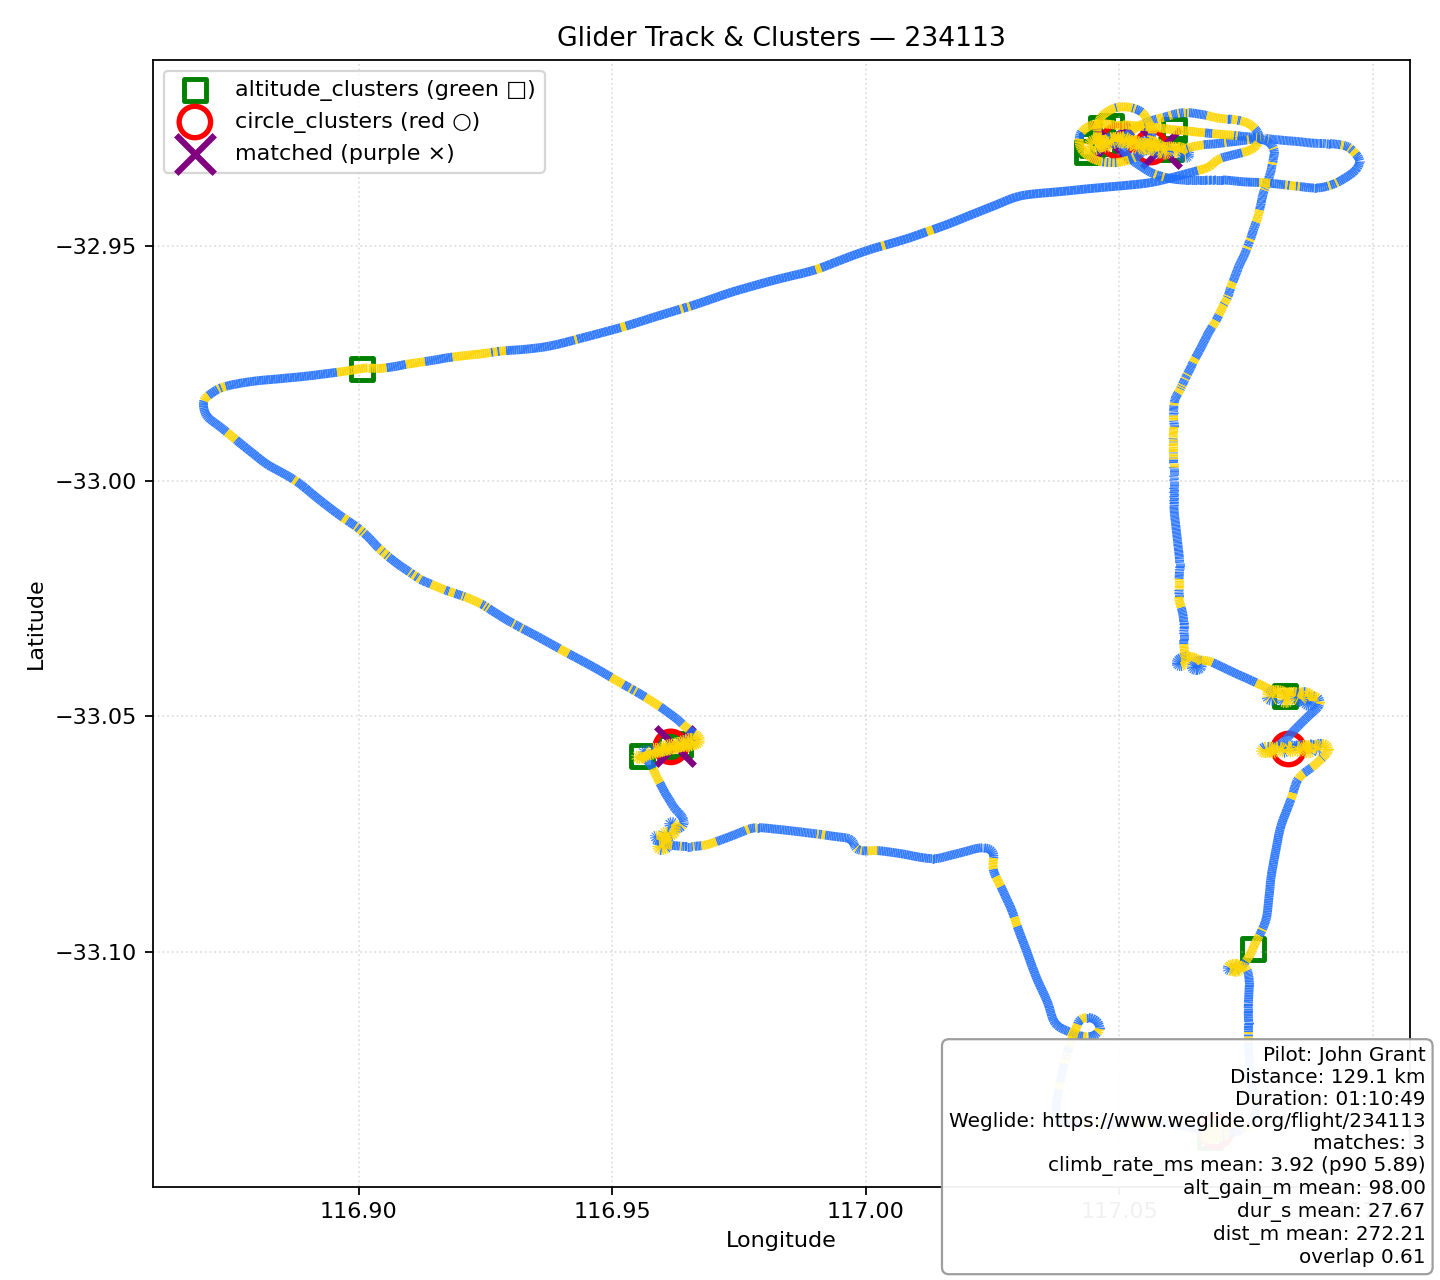 Glider Track & Clusters — 234113
altitude_clusters (green □)
circle_clusters (red ○)
matched (purple ×)
Latitude
−32.95
−33.00
−33.05
−33.10
116.90
116.95
117.00
117.05
Longitude
Pilot: John Grant
Distance: 129.1 km
Duration: 01:10:49
Weglide: https://www.weglide.org/flight/234113
matches: 3
climb_rate_ms mean: 3.92 (p90 5.89)
alt_gain_m mean: 98.00
dur_s mean: 27.67
dist_m mean: 272.21
overlap 0.61